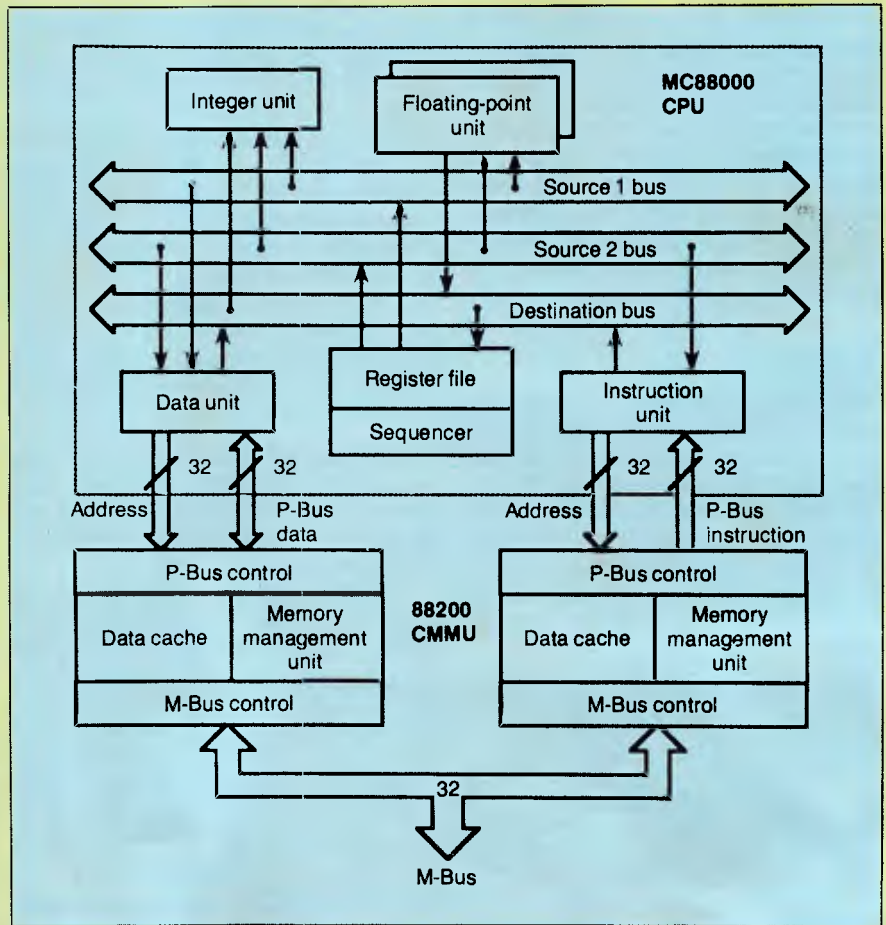 MC88000
CPU
Integer unit
Floating-point
unit
Source 1 bus
Source 2 bus
Destination bus
Data unit
Register file
Sequencer
Instruction
unit
32
32
32
32
Address
P-Bus
data
Address
P-Bus
instruction
P-Bus control
Data cache
Memory
management
unit
M-Bus control
88200
CMMU
P-Bus control
Data cache
Memory
management
unit
M-Bus control
32
M-Bus